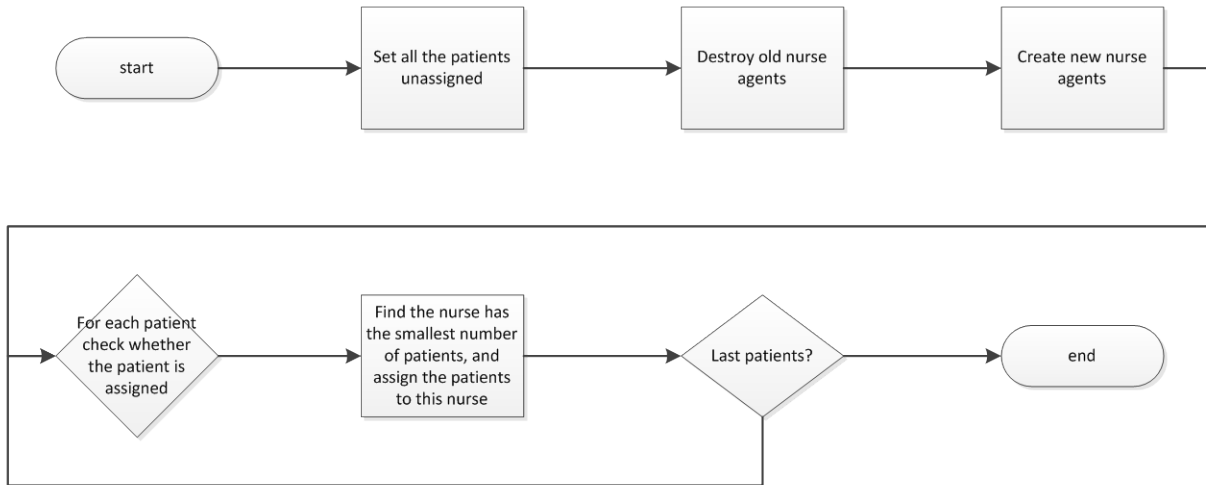 start
Set all the patients
unassigned
Destroy old nurse
agents
Create new nurse
agents
For each patient
check whether
the patient is
assigned
Find the nurse has
the smallest number
of patients, and
assign the patients
to this nurse
Last patients?
end